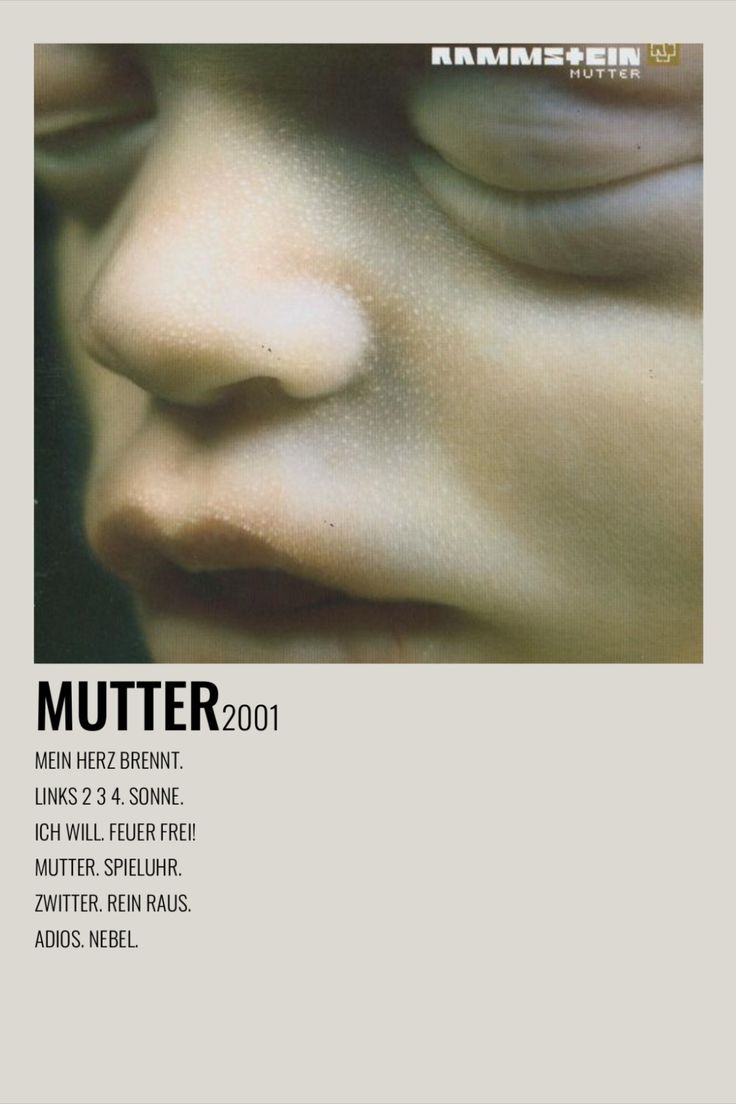 RAMMSTEIN
MUTTER
MUTTER2001
MEIN HERZ BRENNT.
LINKS 2 3 4. SONNE.
ICH WILL. FEUER FREI!
MUTTER. SPIELUHR.
ZWITTER. REIN RAUS.
ADIOS. NEBEL.